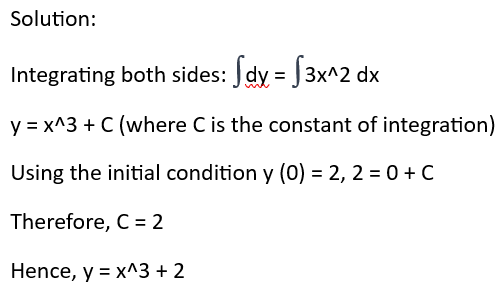 Solution:
Integrating both sides: ∫dy = ∫3x^2 dx
y = x^3 + C (where C is the constant of integration)
Using the initial condition y (0) = 2, 2 = 0 + C
Therefore, C = 2
Hence, y = x^3 + 2